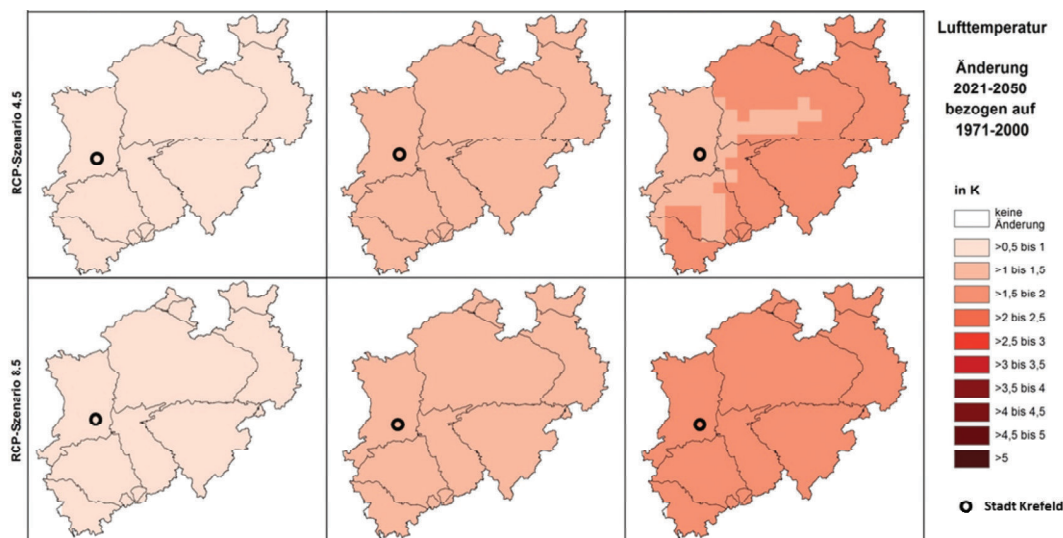 RCP-Szenario 4.5
RCP-Szenario 8.5
Lufttemperatur
Änderung
2021-2050
bezogen auf
1971-2000
in K
keine
Änderung
>0,5 bis 1
>1 bis 1,5
>1,5 bis 2
>2 bis 2,5
>2,5 bis 3
>3 bis 3,5
>3,5 bis 4
>4 bis 4,5
>4,5 bis 5
>5
Stadt Krefeld